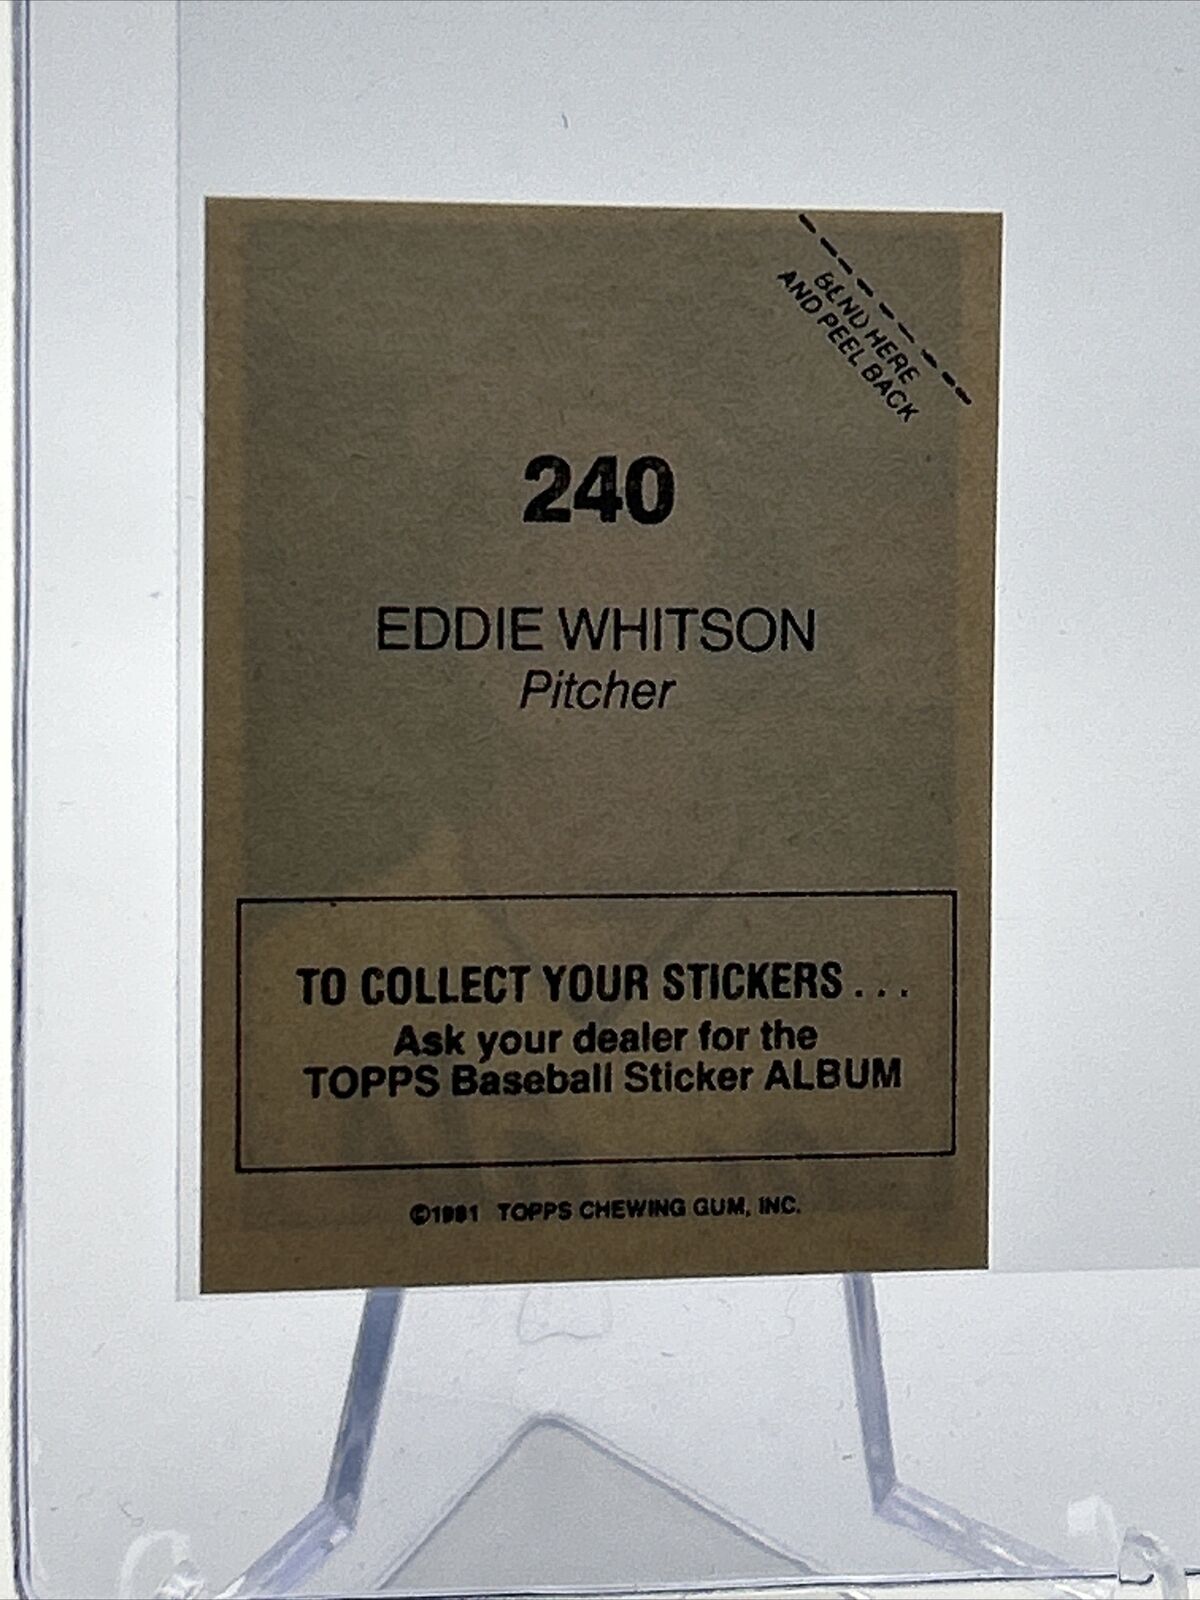 BEND HERE
AND PEEL BACK
240
EDDIE WHITSON
Pitcher
TO COLLECT YOUR STICKERS . . .
Ask your dealer for the
TOPPS Baseball Sticker ALBUM
©1981 TOPPS CHEWING GUM, INC.